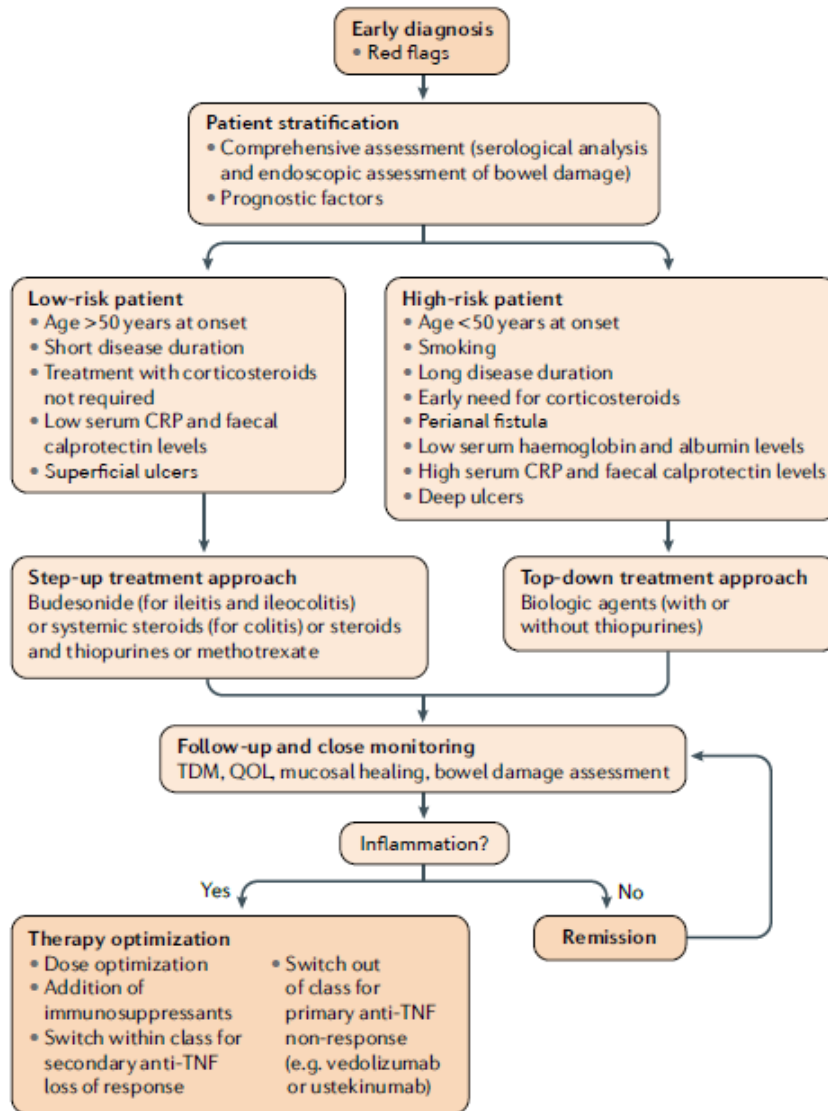 Early diagnosis
• Red flags
Patient stratification
• Comprehensive assessment (serological analysis
and endoscopic assessment of bowel damage)
• Prognostic factors
Low-risk patient
• Age >50 years at onset
• Short disease duration
• Treatment with corticosteroids
not required
• Low serum CRP and faecal
calprotectin levels
• Superficial ulcers
High-risk patient
• Age <50 years at onset
• Smoking
• Long disease duration
• Early need for corticosteroids
• Perianal fistula
• Low serum haemoglobin and albumin levels
• High serum CRP and faecal calprotectin levels
• Deep ulcers
Step-up treatment approach
Budesonide (for ileitis and ileocolitis)
or systemic steroids (for colitis) or steroids
and thiopurines or methotrexate
Top-down treatment approach
Biologic agents (with or
without thiopurines)
Follow-up and close monitoring
TDM, QOL, mucosal healing, bowel damage assessment
Inflammation?
Yes
No
Therapy optimization
• Dose optimization
• Addition of
immunosuppressants
• Switch within class for
secondary anti-TNF
loss of response
• Switch out
of class for
primary anti-TNF
non-response
(e.g. vedolizumab
or ustekinumab)
Remission